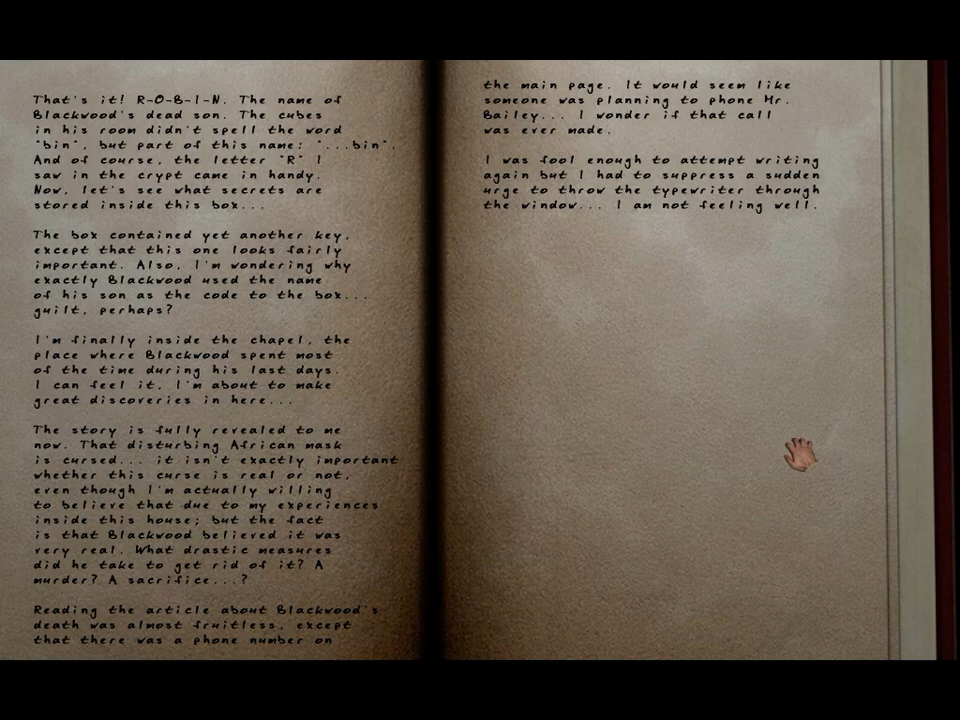 That's it! R-O-B-I-N. The name of
Blackwood's dead son. The cubes
in his room didn't spell the word
"bin", but part of this name: "...bin".
And of course, the letter "R" I
saw in the crypt came in handy.
Now, let's see what secrets are
stored inside this box...
The box contained yet another key,
except that this one looks fairly
important. Also, I'm wondering why
exactly Blackwood used the name
of his son as the code to the box...
guilt, perhaps?
I'm finally inside the chapel, the
place where Blackwood spent most
of the time during his last days.
I can feel it, I'm about to make
great discoveries in here...
The story is fully revealed to me
now. That disturbing African mask
is cursed... it isn't exactly important
whether this curse is real or not,
even though I'm actually willing
to believe that due to my experiences
inside this house; but the fact
is that Blackwood believed it was
very real. What drastic measures
did he take to get rid of it? A
murder? A sacrifice...?
Reading the article about Blackwood's
death was almost fruitless, except
that there was a phone number on
the main page. It would seem like
someone was planning to phone Mr.
Bailey... I wonder if that call
was ever made.
I was fool enough to attempt writing
again but I had to suppress a sudden
urge to throw the typewriter through
the window... I am not feeling well.